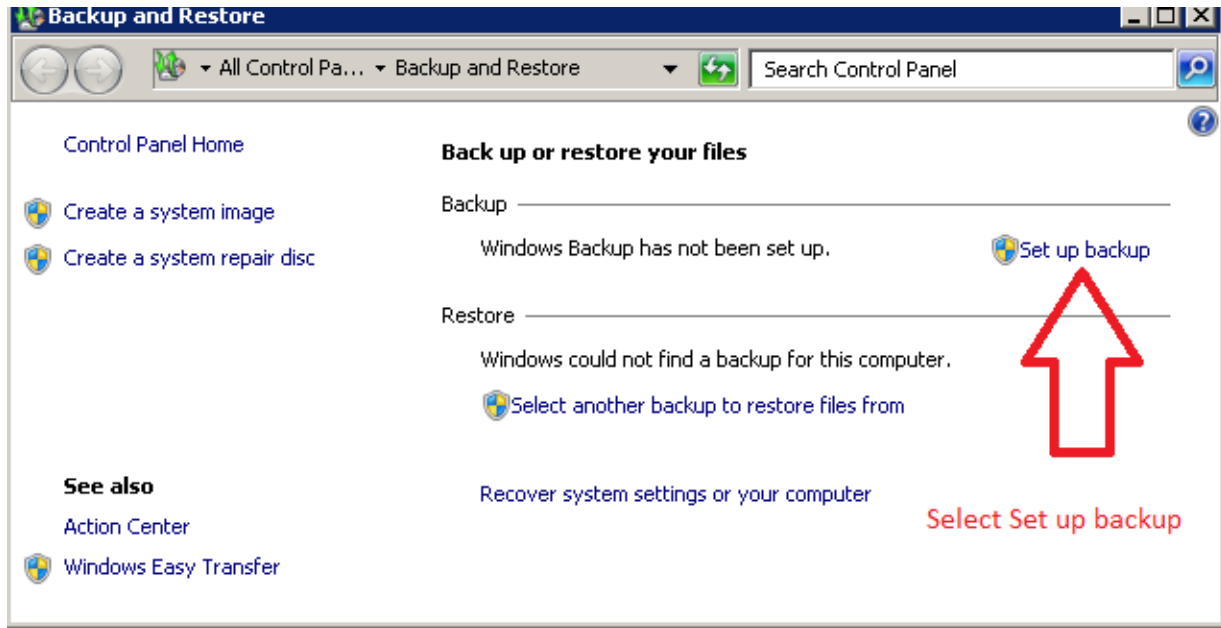 Backup and Restore
All Control Pa... Backup and Restore
Search Control Panel
Control Panel Home
Create a system image
Create a system repair disc
See also
Action Center
Windows Easy Transfer
Back up or restore your files
Backup
Windows Backup has not been set up.
Set up backup
Restore
Windows could not find a backup for this computer.
Select another backup to restore files from
Recover system settings or your computer
Select Set up backup